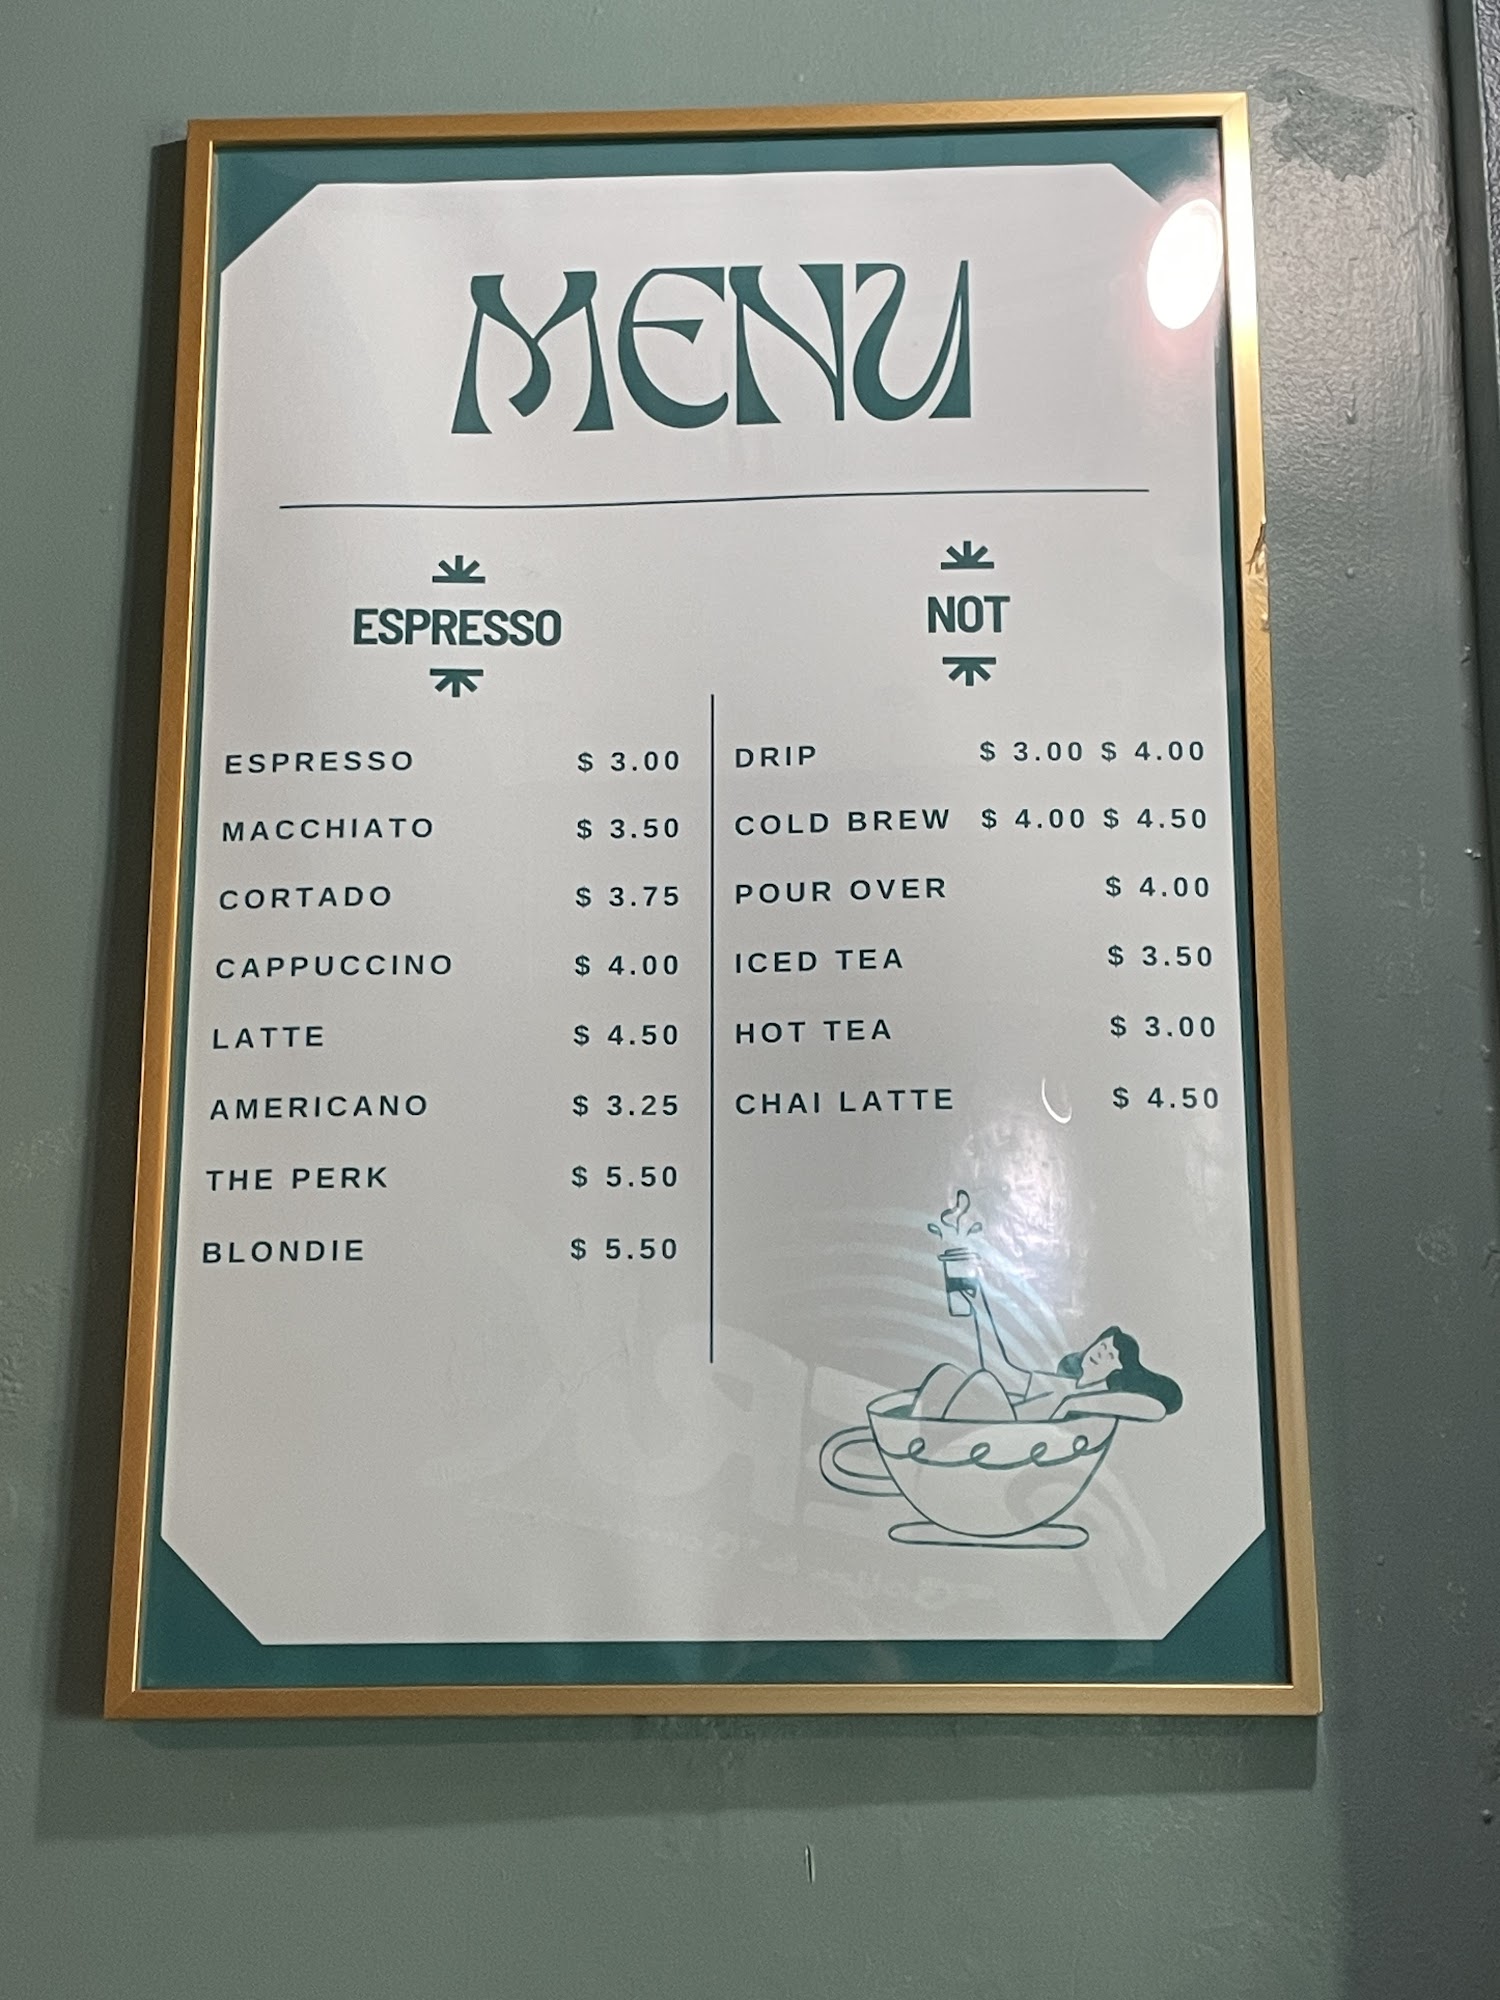 MENU
ESPRESSO
ESPRESSO $ 3.00
MACCHIATO $ 3.50
CORTADO $ 3.75
CAPPUCCINO $ 4.00
LATTE $ 4.50
AMERICANO $ 3.25
THE PERK $ 5.50
BLONDIE $ 5.50
NOT
DRIP $ 3.00 $ 4.00
COLD BREW $ 4.00 $ 4.50
POUR OVER $ 4.00
ICED TEA $ 3.50
HOT TEA $ 3.00
CHAI LATTE $ 4.50